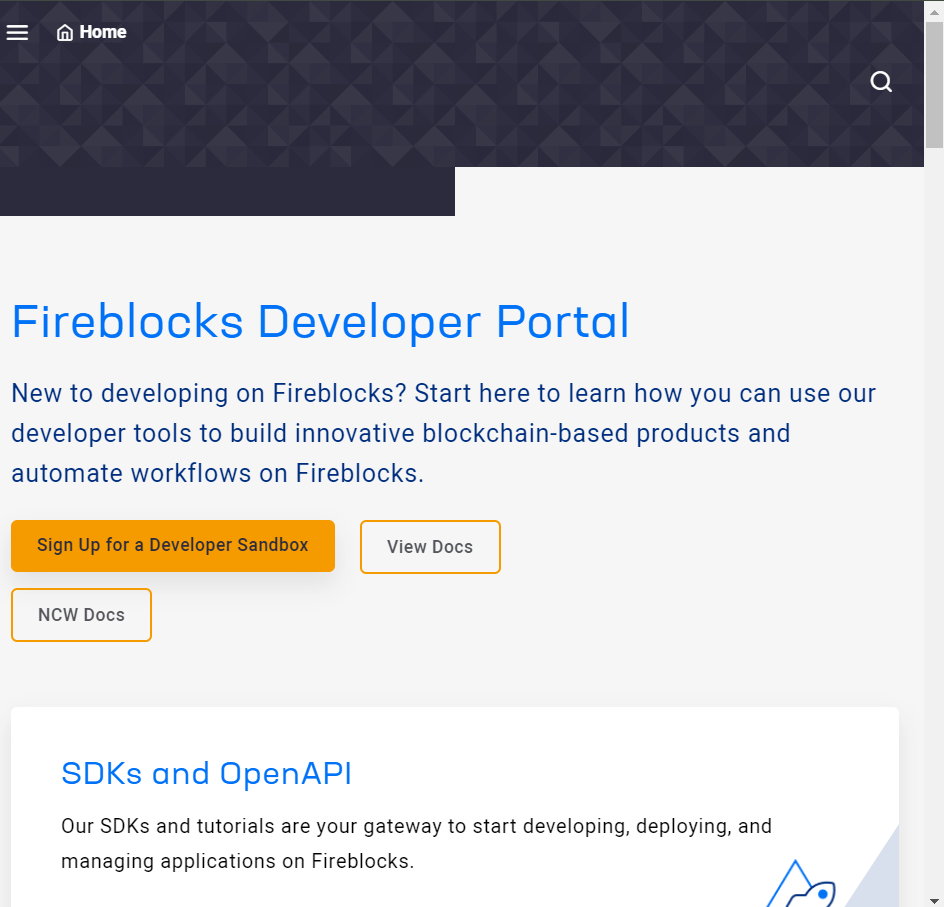 Home
Fireblocks Developer Portal
New to developing on Fireblocks? Start here to learn how you can use our
developer tools to build innovative blockchain-based products and
automate workflows on Fireblocks.
Sign Up for a Developer Sandbox
View Docs
NCW Docs
SDKs and OpenAPI
Our SDKs and tutorials are your gateway to start developing, deploying, and
managing applications on Fireblocks.